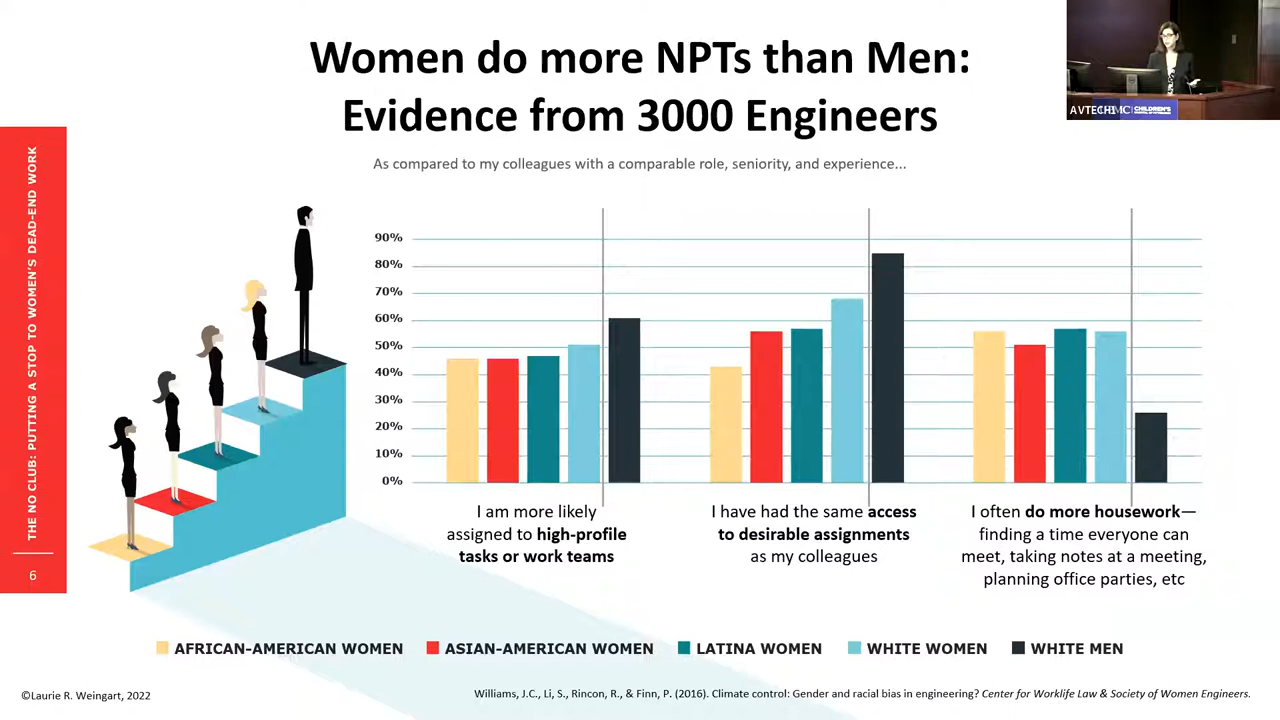 Women do more NPTs than Men:
Evidence from 3000 Engineers
As compared to my colleagues with a comparable role, seniority, and experience...
THE NO CLUB: PUTTING A STOP TO WOMEN'S DEAD-END WORK
6
90%
80%
70%
60%
50%
40%
30%
20%
10%
0%
I am more likely
assigned to high-profile
tasks or work teams
I have had the same access
to desirable assignments
as my colleagues
I often do more housework—
finding a time everyone can
meet, taking notes at a meeting,
planning office parties, etc
AFRICAN-AMERICAN WOMEN
ASIAN-AMERICAN WOMEN
LATINA WOMEN
WHITE WOMEN
WHITE MEN
©Laurie R. Weingart, 2022
Williams, J.C., Li, S., Rincon, R., & Finn, P. (2016). Climate control: Gender and racial bias in engineering? Center for Worklife Law & Society of Women Engineers.
CHILDREN'S